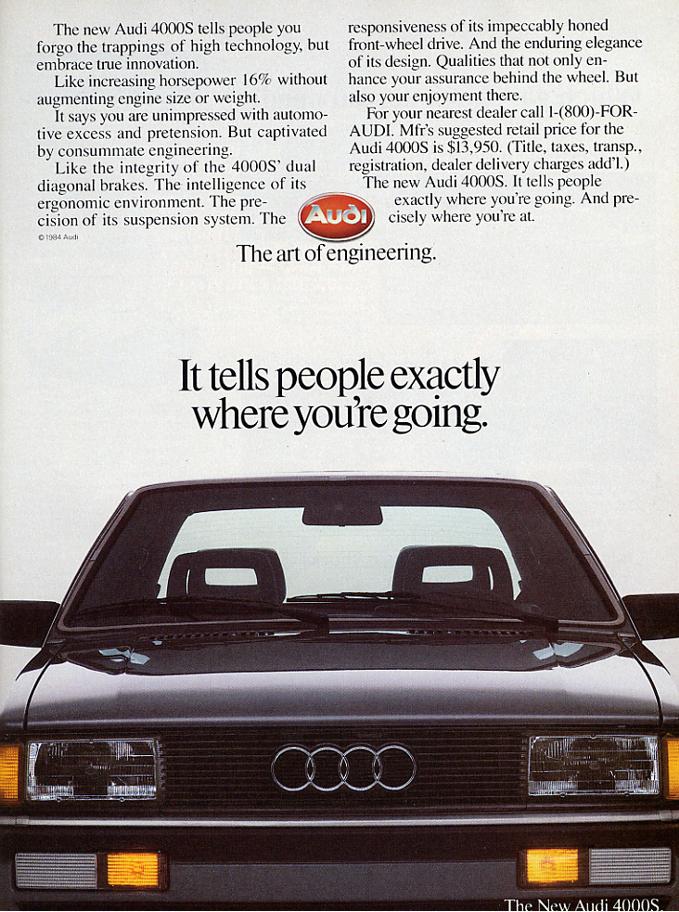 The new Audi 4000S tells people you
forgo the trappings of high technology, but
embrace true innovation.
Like increasing horsepower 16% without
augmenting engine size or weight.
It says you are unimpressed with automo-
tive excess and pretension. But captivated
by consummate engineering.
Like the integrity of the 4000S' dual
diagonal brakes. The intelligence of its
ergonomic environment. The pre-
cision of its suspension system. The
© 1984 Audi
responsiveness of its impeccably honed
front-wheel drive. And the enduring elegance
of its design. Qualities that not only en-
hance your assurance behind the wheel. But
also your enjoyment there.
For your nearest dealer call 1-(800)-FOR-
AUDI. Mfr's suggested retail price for the
Audi 4000S is $13,950. (Title, taxes, transp.,
registration, dealer delivery charges add'l.)
The new Audi 4000S. It tells people
exactly where you're going. And pre-
cisely where you're at.
Audi
The art of engineering.
It tells people exactly
where you're going.
The New Audi 4000S.